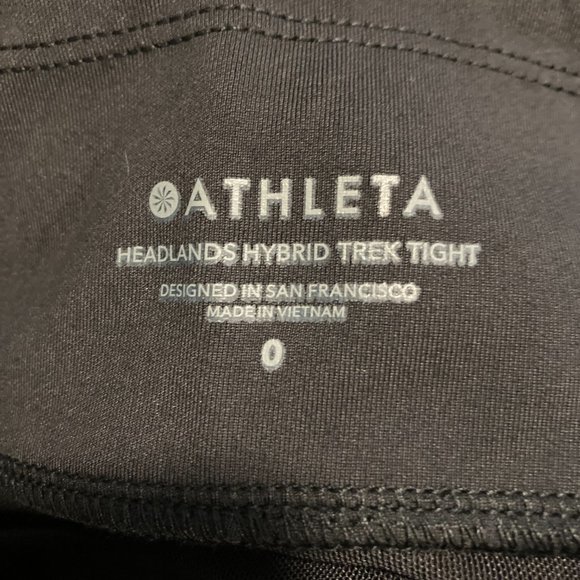 ATHLETA
HEADLANDS HYBRID TREK TIGHT
DESIGNED IN SAN FRANCISCO
MADE IN VIETNAM
0